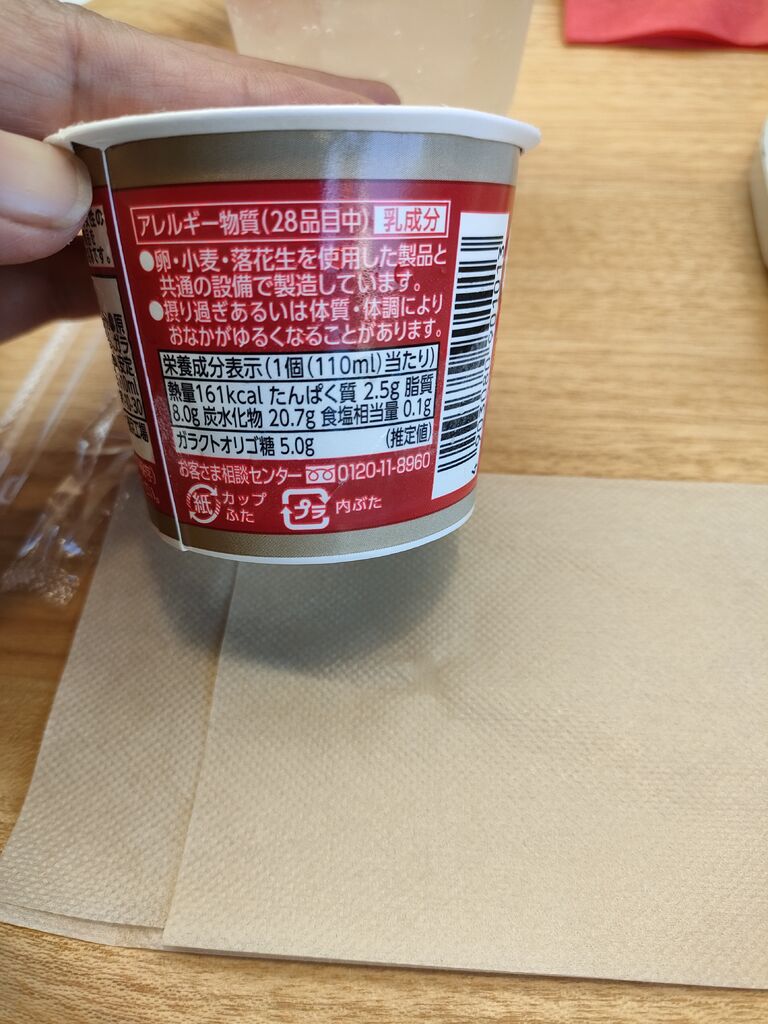 アレルギー物質(28品目中) 乳成分
●卵・小麦・落花生を使用した製品と
共通の設備で製造しています。
●摂り過ぎあるいは体質・体調により
おなかがゆるくなることがあります。
栄養成分表示(1個(110ml)当たり)
熱量161kcal たんぱく質 2.5g 脂質
8.0g 炭水化物 20.7g 食塩相当量 0.1g
ガラクトオリゴ糖 5.0g (推定値)
お客さま相談センター 0120-11-8960
紙 カップ
ふた
プラ 内ぶた